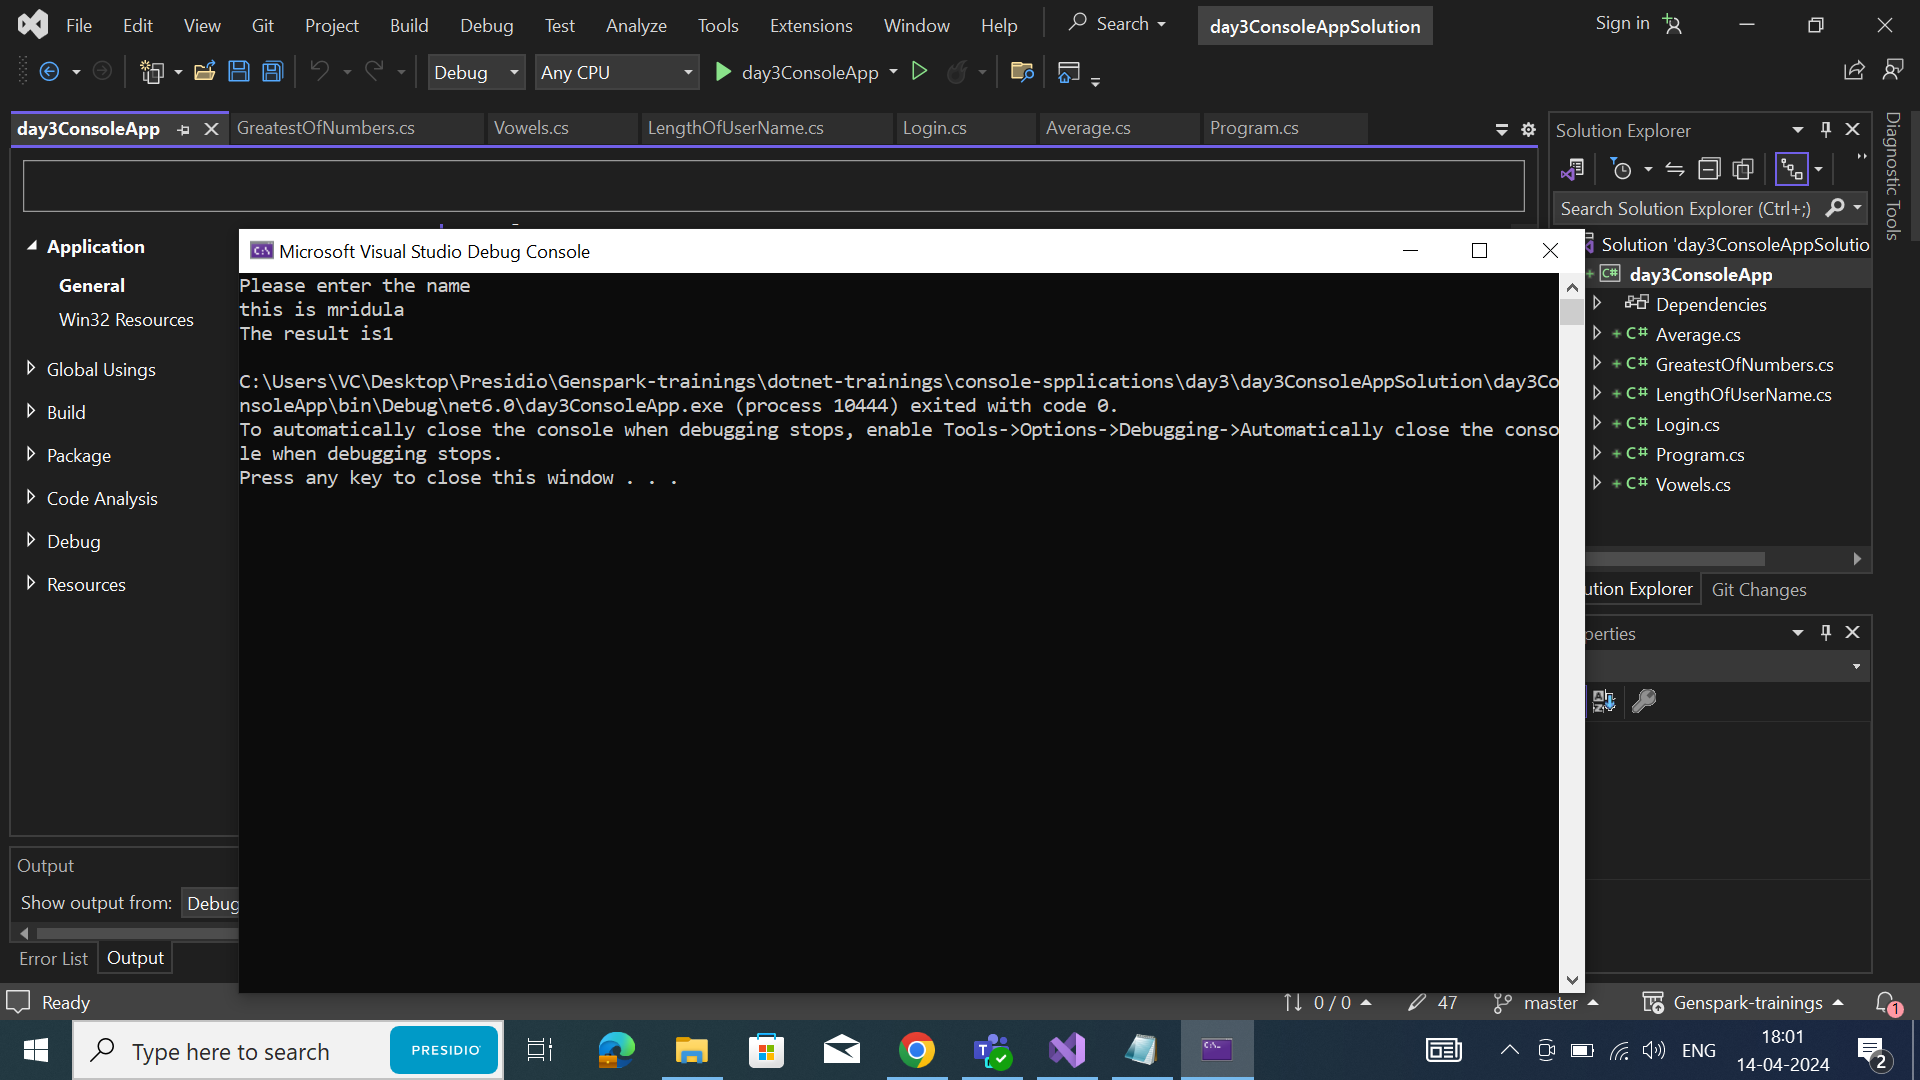 File Edit View Git Project Build Debug Test Analyze Tools Extensions Window Help Search day3ConsoleAppSolution Sign in
Debug Any CPU day3ConsoleApp
day3ConsoleApp GreatestOfNumbers.cs Vowels.cs LengthOfUserName.cs Login.cs Average.cs Program.cs
Application
General
Win32 Resources
Global Usings
Build
Package
Code Analysis
Debug
Resources
Microsoft Visual Studio Debug Console
Please enter the name
this is mridula
The result is1
C:\Users\VC\Desktop\Presidio\Genspark-trainings\dotnet-trainings\console-spplications\day3\day3ConsoleAppSolution\day3Co
nsoleApp\bin\Debug\net6.0\day3ConsoleApp.exe (process 10444) exited with code 0.
To automatically close the console when debugging stops, enable Tools->Options->Debugging->Automatically close the conso
le when debugging stops.
Press any key to close this window . . .
Solution Explorer
Search Solution Explorer (Ctrl+;)
Solution 'day3ConsoleAppSolutio
C# day3ConsoleApp
Dependencies
C# Average.cs
C# GreatestOfNumbers.cs
C# LengthOfUserName.cs
C# Login.cs
C# Program.cs
C# Vowels.cs
ution Explorer Git Changes
perties
Diagnostic Tools
Output
Show output from: Debug
Error List Output
Ready 0 / 0 47 master Genspark-trainings 1
Type here to search PRESIDIO ENG 18:01
14-04-2024 2